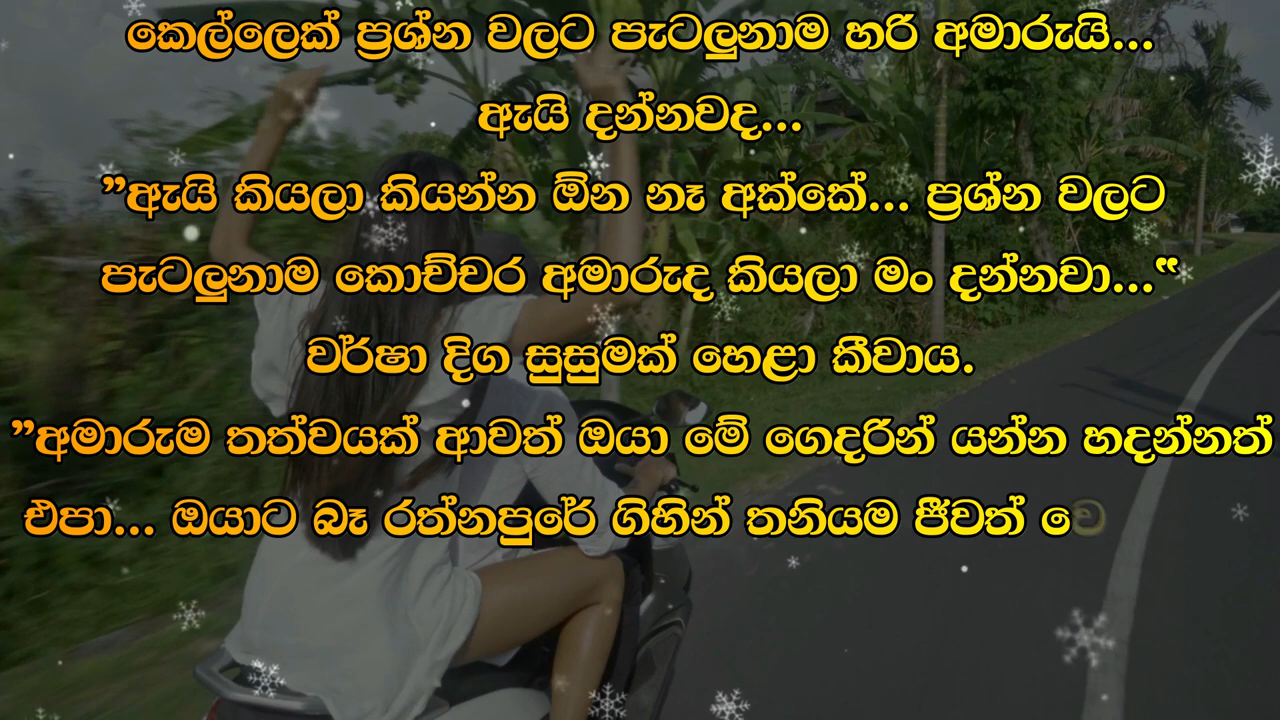 කෙල්ලෙක් ප්‍රශ්න වලට පැටලුනාම හරි අමාරුයි...
ඇයි දන්නවද...
”ඇයි කියලා කියන්න ඕන නෑ අක්කේ... ප්‍රශ්න වලට
පැටලුනාම කොච්චර අමාරුද කියලා මං දන්නවා...‟
වර්ෂා දිග සුසුමක් හෙළා කීවාය.
”අමාරුම තත්වයක් ආවත් ඔයා මේ ගෙදරින් යන්න හදන්නත්
එපා... ඔයාට බෑ රත්නපුරේ ගිහින් තනියම ජීවත් වෙ